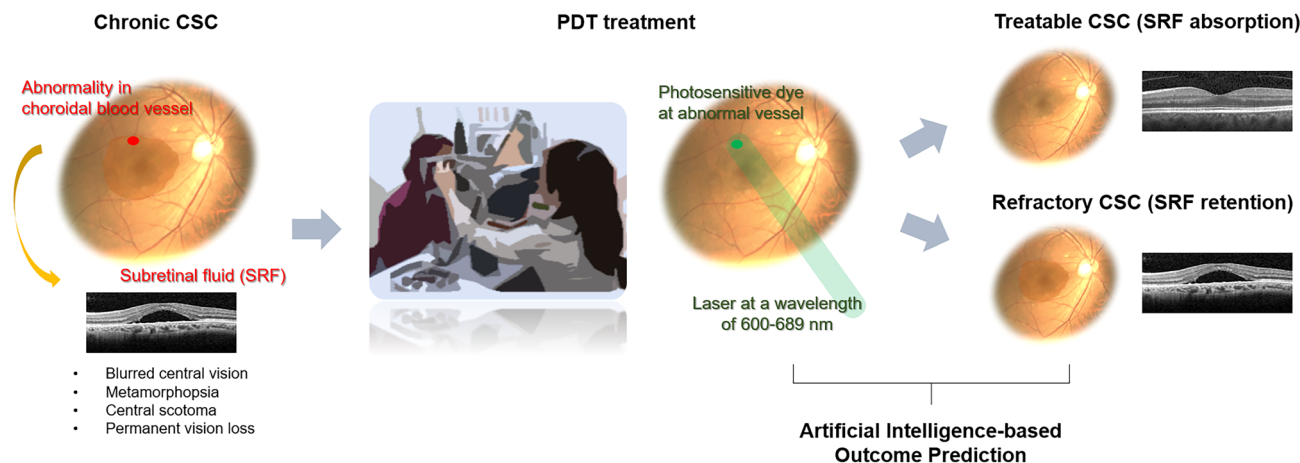 Chronic CSC
Abnormality in
choroidal blood vessel
Subretinal fluid (SRF)
• Blurred central vision
• Metamorphopsia
• Central scotoma
• Permanent vision loss
PDT treatment
Photosensitive dye
at abnormal vessel
Laser at a wavelength
of 600-689 nm
Treatable CSC (SRF absorption)
Refractory CSC (SRF retention)
Artificial Intelligence-based
Outcome Prediction